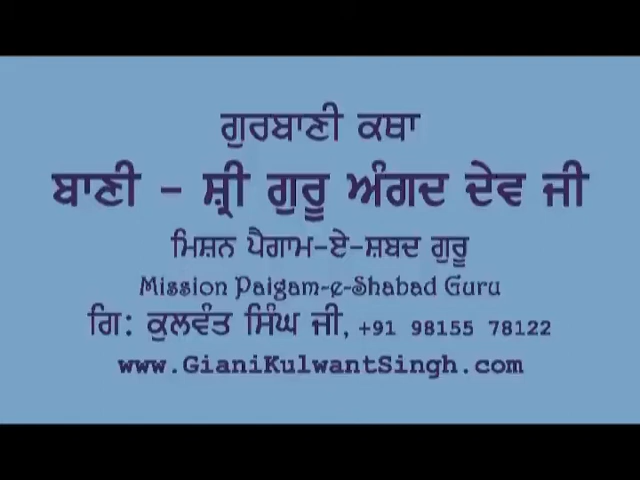 ਗੁਰਬਾਣੀ ਕਥਾ
ਬਾਣੀ - ਸ਼੍ਰੀ ਗੁਰੂ ਅੰਗਦ ਦੇਵ ਜੀ
ਮਿਸ਼ਨ ਪੈਗਾਮ-ਏ-ਸ਼ਬਦ ਗੁਰੂ
Mission Paigam-e-Shabad Guru
ਗਿ: ਕੁਲਵੰਤ ਸਿੰਘ ਜੀ, +91 98155 78122
www.GianiKulwantSingh.com